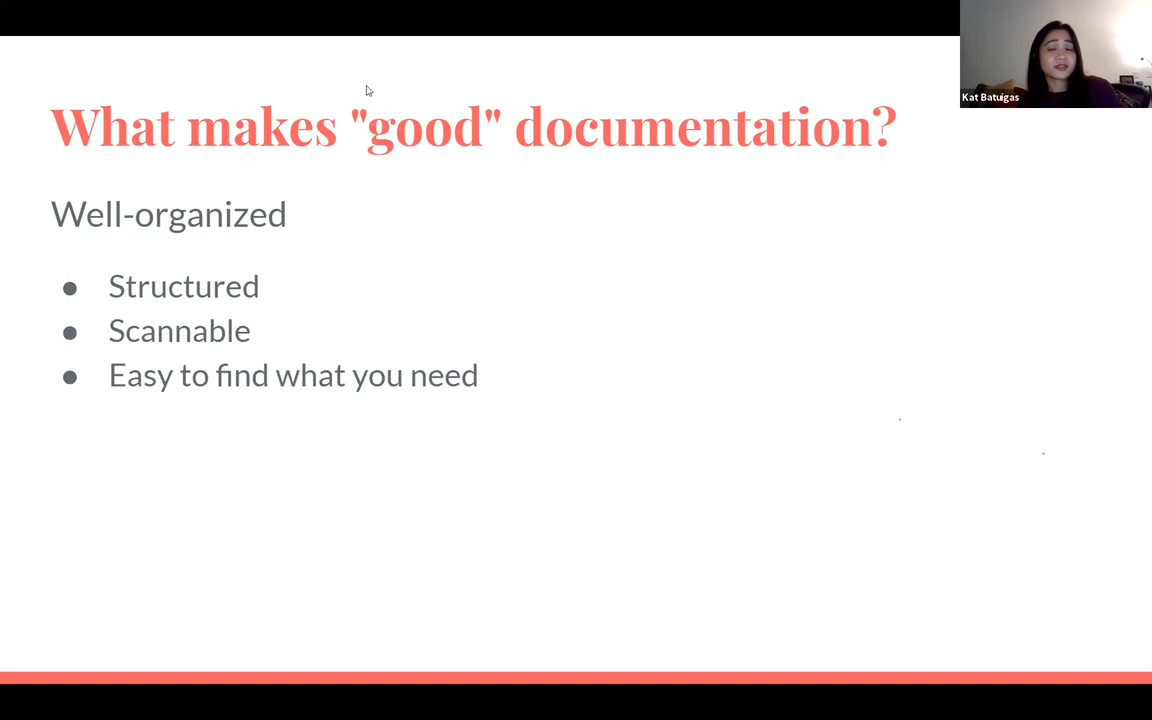 What makes "good" documentation?
Kat Batuigas
Well-organized
● Structured
● Scannable
● Easy to find what you need